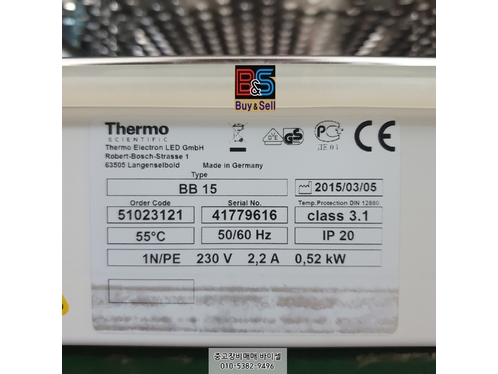 B&S
Buy&Sell
Thermo
SCIENTIFIC
Thermo Electron LED GmbH
Robert-Bosch-Strasse 1
63505 Langenselbold Made in Germany
Type
BB 15
2015/03/05
Order Code Serial No. Temp.Protection DIN 12880
51023121 41779616 class 3.1
55°C 50/60 Hz IP 20
1N/PE 230 V 2,2 A 0,52 kW
중고장비매매 바이셀
010-5382-9496